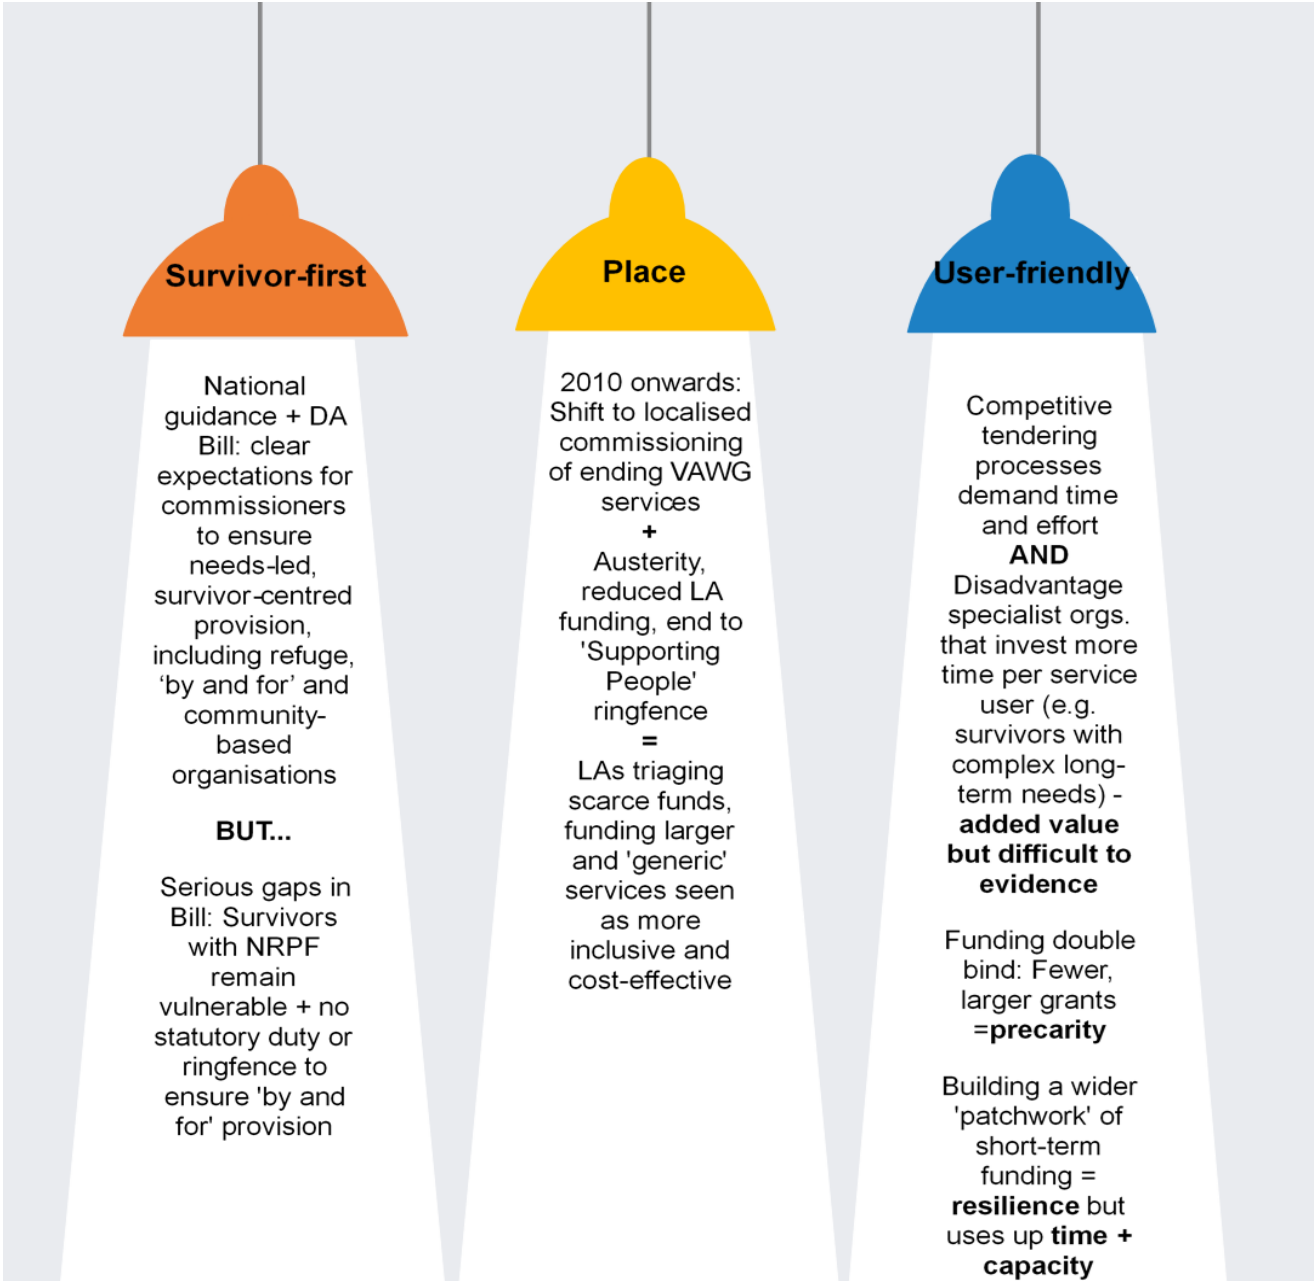 Survivor-first
National
guidance + DA
Bill: clear
expectations for
commissioners
to ensure
needs-led,
survivor-centred
provision,
including refuge,
‘by and for’ and
community-
based
organisations
BUT...
Serious gaps in
Bill: Survivors
with NRPF
remain
vulnerable + no
statutory duty or
ringfence to
ensure 'by and
for' provision
Place
2010 onwards:
Shift to localised
commissioning
of ending VAWG
services
+
Austerity,
reduced LA
funding, end to
'Supporting
People'
ringfence
=
LAs triaging
scarce funds,
funding larger
and 'generic'
services seen
as more
inclusive and
cost-effective
User-friendly
Competitive
tendering
processes
demand time
and effort
AND
Disadvantage
specialist orgs.
that invest more
time per service
user (e.g.
survivors with
complex long-
term needs) -
added value
but difficult to
evidence
Funding double
bind: Fewer,
larger grants
=precarity
Building a wider
'patchwork' of
short-term
funding =
resilience but
uses up time +
capacity